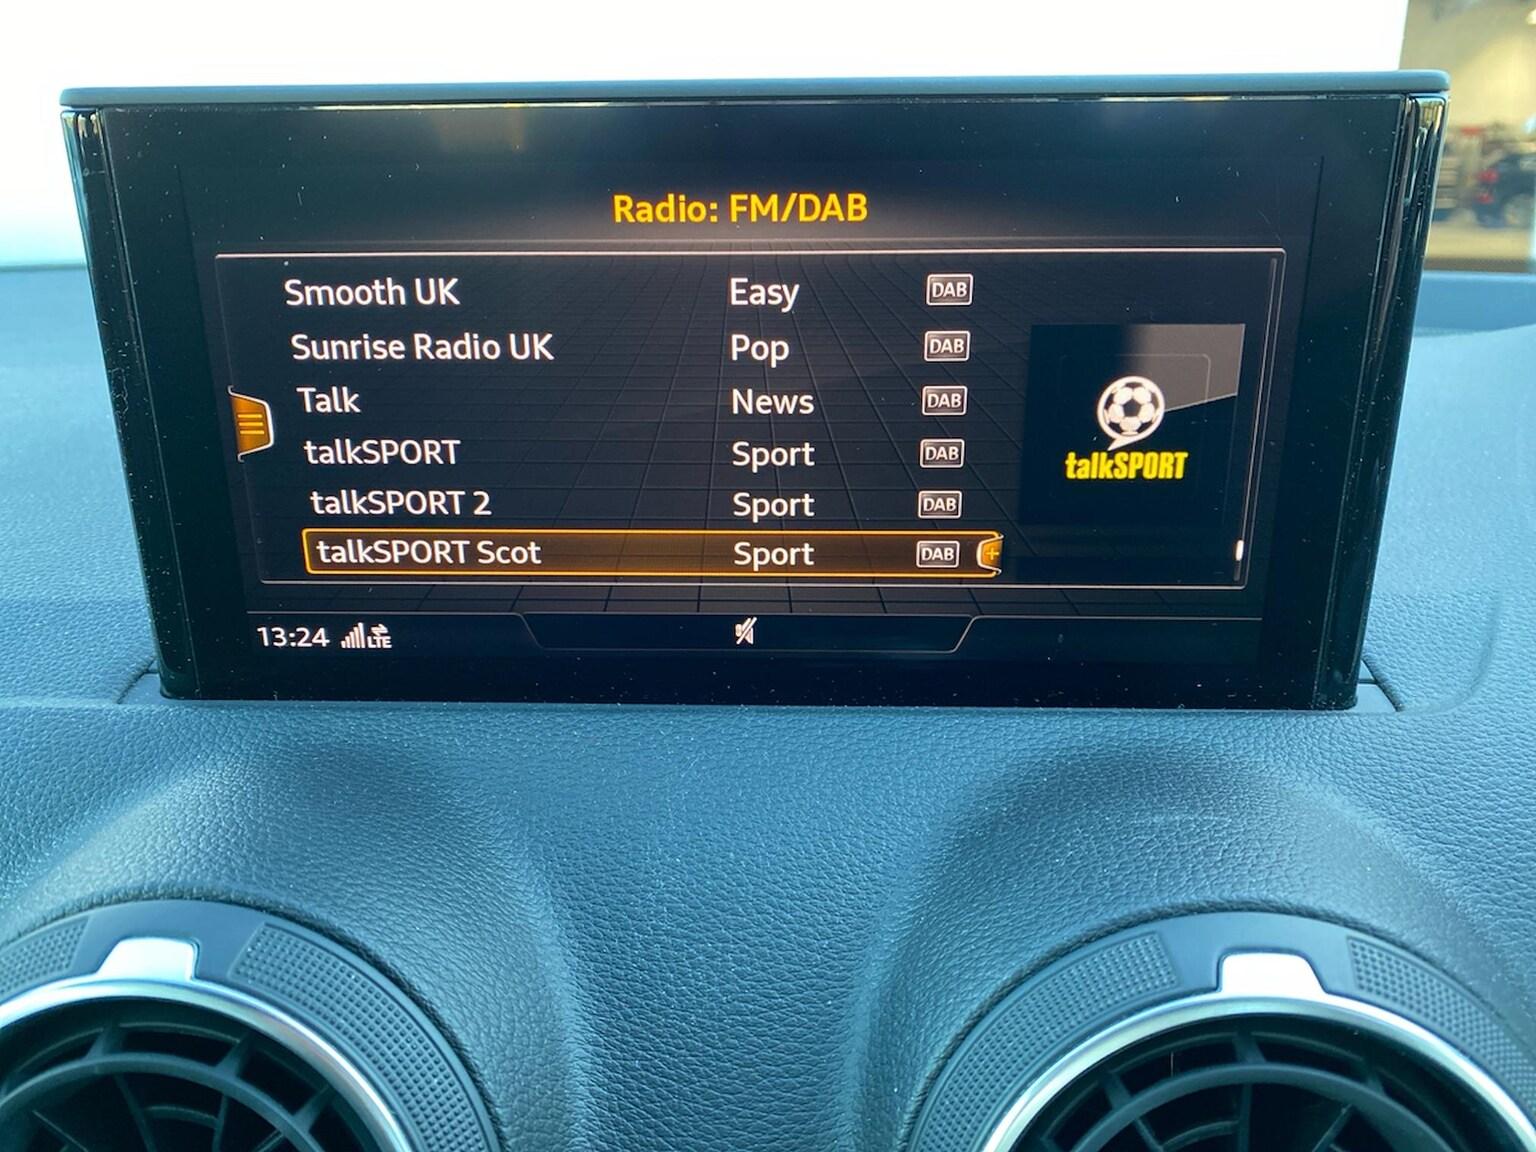 Radio: FM/DAB
Smooth UK Easy DAB
Sunrise Radio UK Pop DAB
Talk News DAB
talkSPORT Sport DAB
talkSPORT 2 Sport DAB
talkSPORT Scot Sport DAB
talkSPORT
13:24 LTE